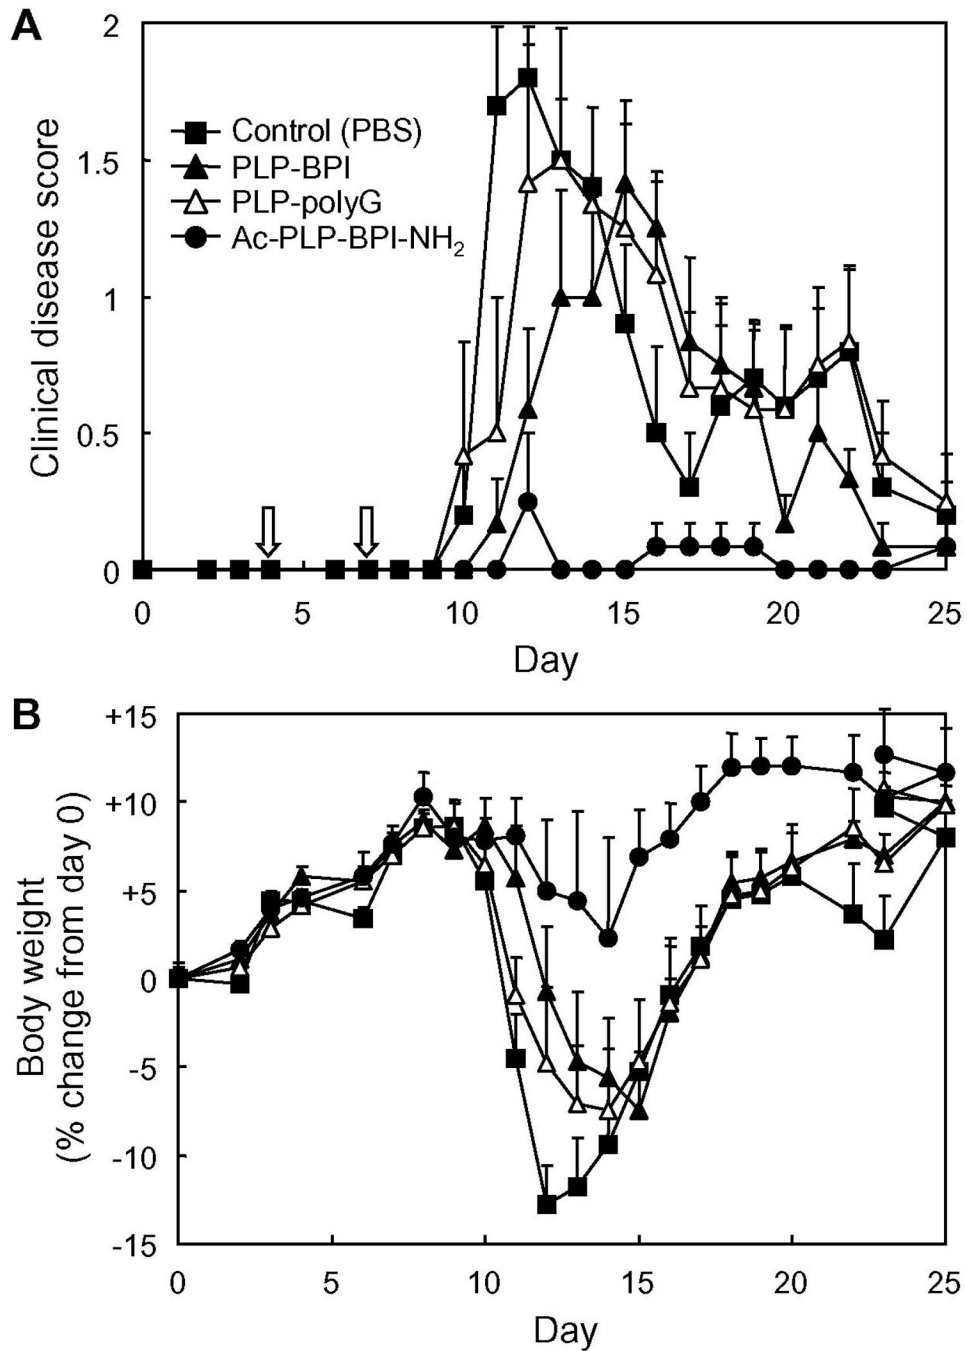 A
2
1.5
1
0.5
0
Clinical disease score
Control (PBS)
PLP-BPI
PLP-polyG
Ac-PLP-BPI-NH2
0 5 10 15 20 25
Day
B
+15
+10
+5
0
-5
-10
-15
Body weight
(% change from day 0)
0 5 10 15 20 25
Day